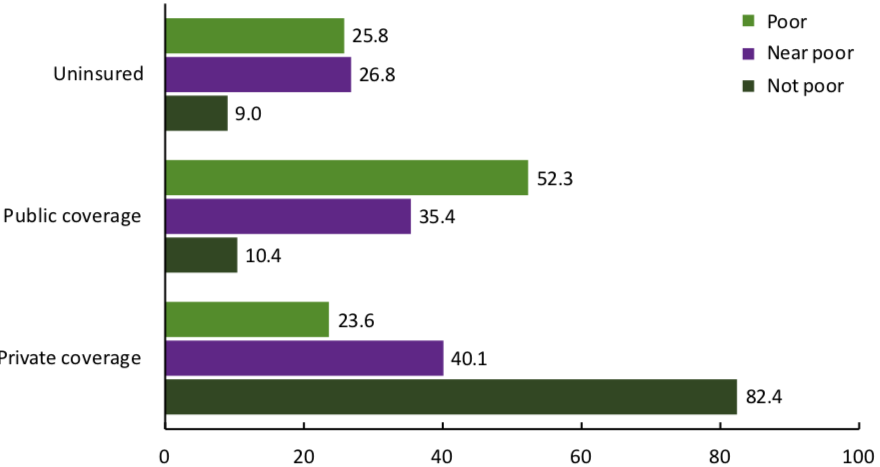 Poor
Near poor
Not poor
Uninsured
25.8
26.8
9.0
Public coverage
52.3
35.4
10.4
Private coverage
23.6
40.1
82.4
0 20 40 60 80 100